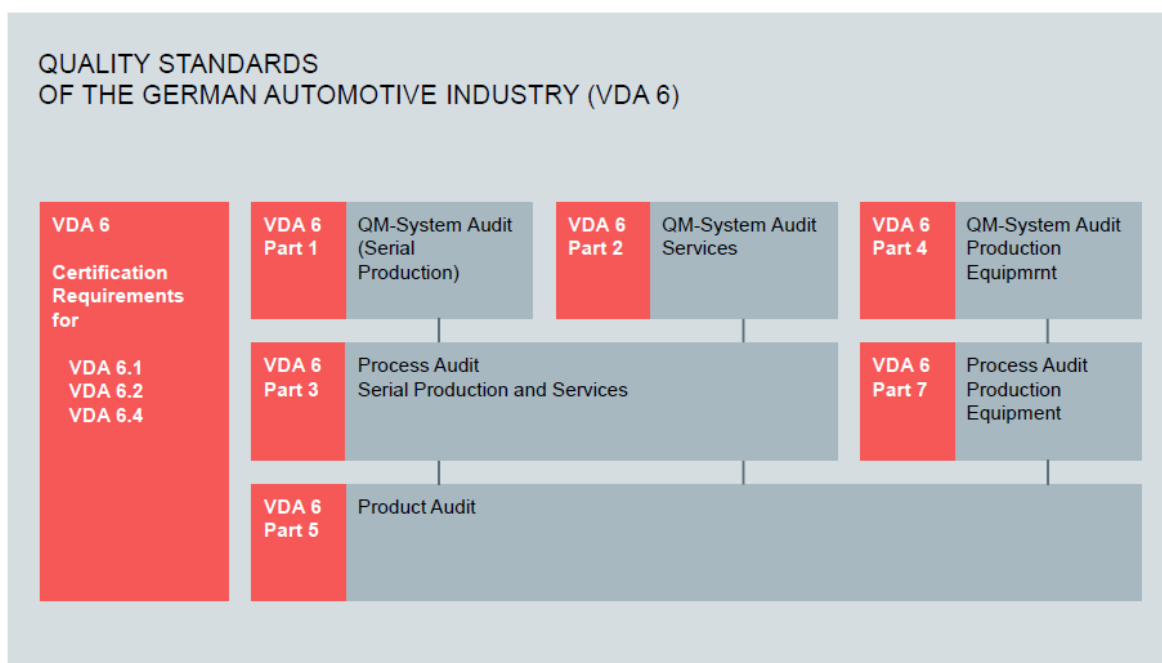 QUALITY STANDARDS
OF THE GERMAN AUTOMOTIVE INDUSTRY (VDA 6)
VDA 6
Certification
Requirements
for
VDA 6.1
VDA 6.2
VDA 6.4
VDA 6
Part 1
QM-System Audit
(Serial
Production)
VDA 6
Part 2
QM-System Audit
Services
VDA 6
Part 4
QM-System Audit
Production
Equipmrnt
VDA 6
Part 3
Process Audit
Serial Production and Services
VDA 6
Part 7
Process Audit
Production
Equipment
VDA 6
Part 5
Product Audit